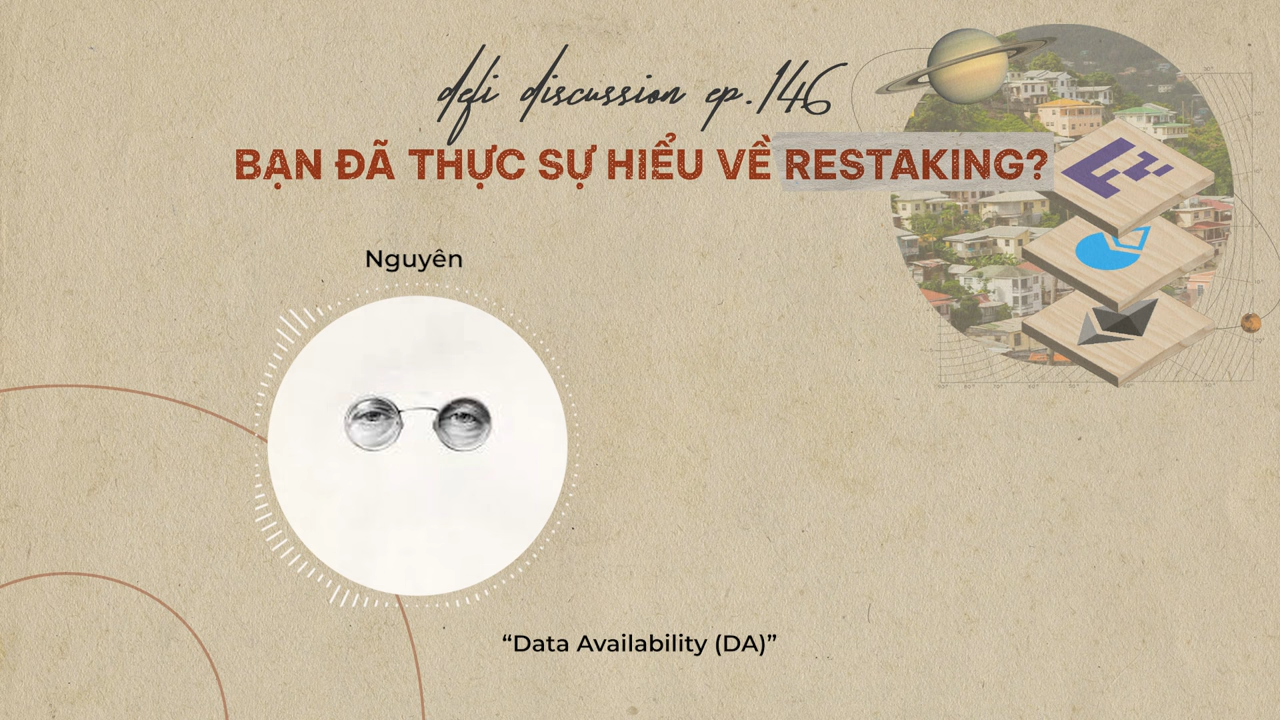 defi discussion ep.146
BẠN ĐÃ THỰC SỰ HIỂU VỀ RESTAKING?
Nguyên
“Data Availability (DA)”